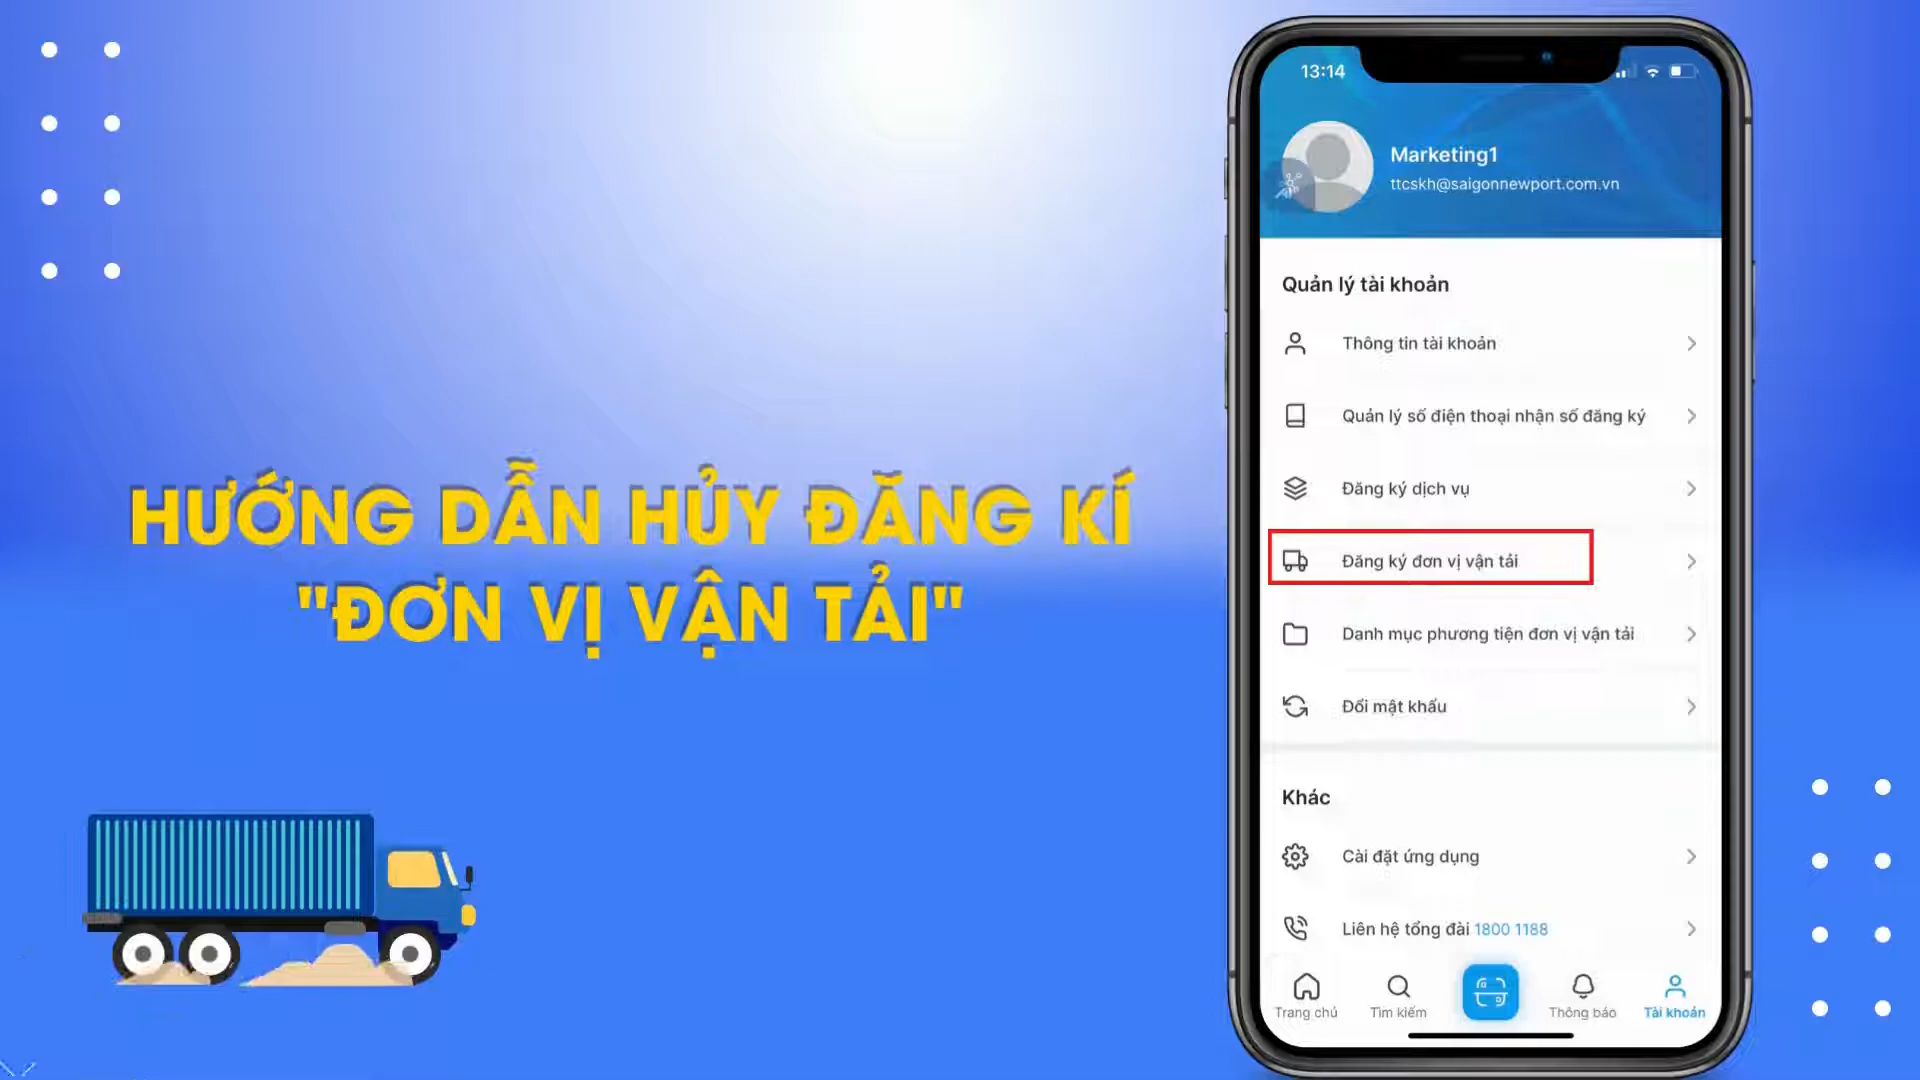 HƯỚNG DẪN HỦY ĐĂNG KÍ
"ĐƠN VỊ VẬN TẢI"
13:14
Marketing1
ttcskh@saigonnewport.com.vn
Quản lý tài khoản
Thông tin tài khoản
Quản lý số điện thoại nhận số đăng ký
Đăng ký dịch vụ
Đăng ký đơn vị vận tải
Danh mục phương tiện đơn vị vận tải
Đổi mật khẩu
Khác
Cài đặt ứng dụng
Liên hệ tổng đài 1800 1188
Trang chủ
Tìm kiếm
Thông báo
Tài khoản